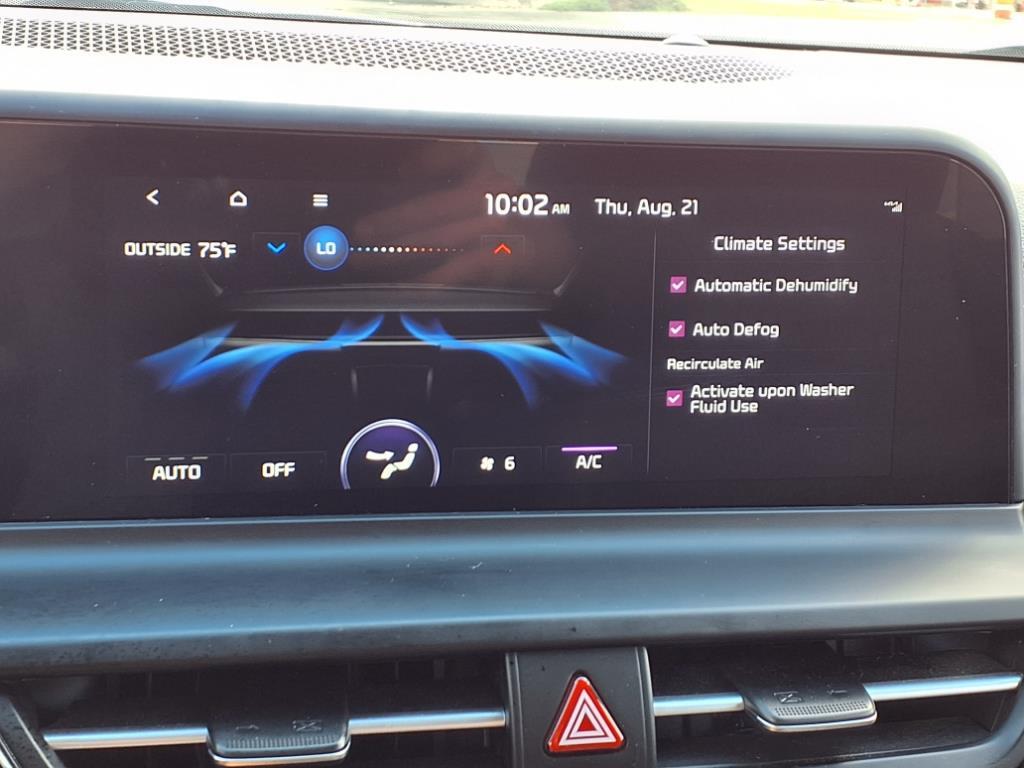 10:02 AM Thu, Aug. 21
OUTSIDE 75°F
LO
Climate Settings
Automatic Dehumidify
Auto Defog
Recirculate Air
Activate upon Washer
Fluid Use
AUTO
OFF
6
A/C